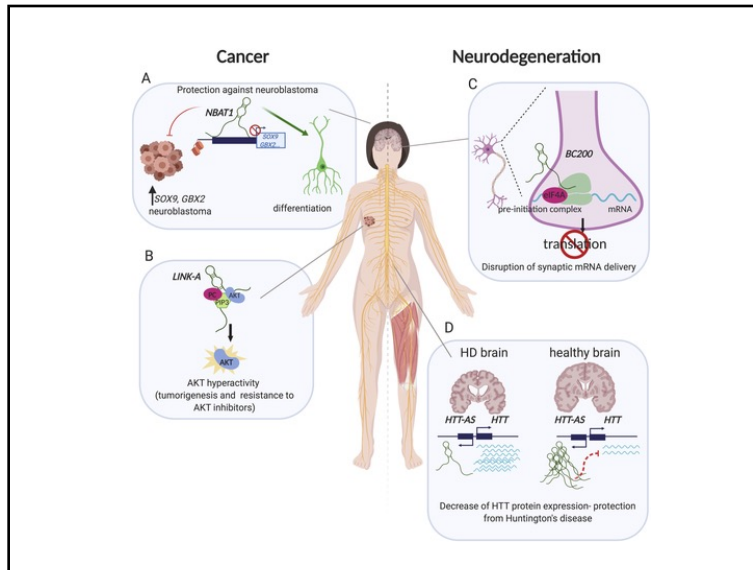 Cancer
Neurodegeneration
A
Protection against neuroblastoma
NBAT1
SOX9
GBX2
SOX9, GBX2
neuroblastoma
differentiation
B
LINK-A
PC
AKT
PIP3
AKT
AKT hyperactivity
(tumorigenesis and resistance to
AKT inhibitors)
C
BC200
eIF4A
pre-initiation complex
mRNA
translation
Disruption of synaptic mRNA delivery
D
HD brain
healthy brain
HTT-AS HTT
HTT-AS HTT
Decrease of HTT protein expression- protection
from Huntington's disease